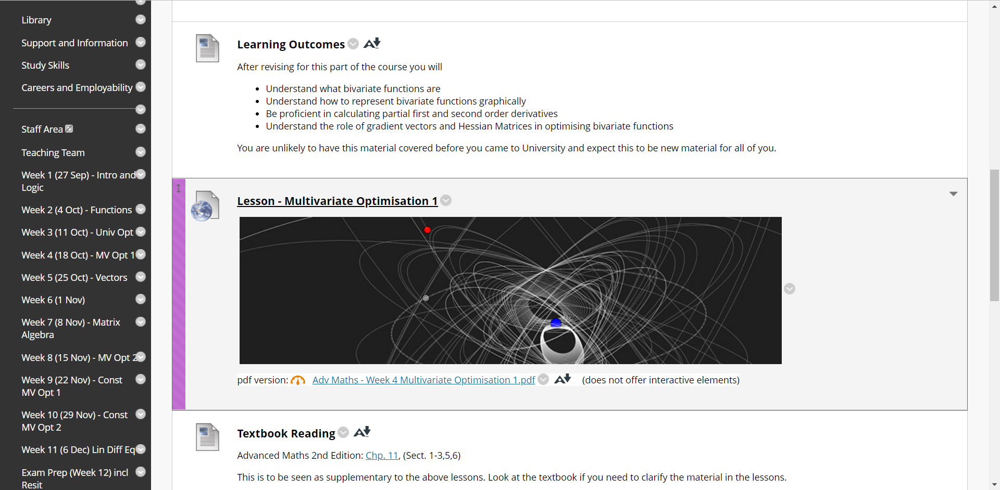 Library
Support and Information
Study Skills
Careers and Employability
Staff Area
Teaching Team
Week 1 (27 Sep) - Intro and
Logic
Week 2 (4 Oct) - Functions
Week 3 (11 Oct) - Univ Opt
Week 4 (18 Oct) - MV Opt 1
Week 5 (25 Oct) - Vectors
Week 6 (1 Nov)
Week 7 (8 Nov) - Matrix
Algebra
Week 8 (15 Nov) - MV Opt 2
Week 9 (22 Nov) - Const
MV Opt 1
Week 10 (29 Nov) - Const
MV Opt 2
Week 11 (6 Dec) Lin Diff Eq
Exam Prep (Week 12) incl
Resit
Learning Outcomes
After revising for this part of the course you will
• Understand what bivariate functions are
• Understand how to represent bivariate functions graphically
• Be proficient in calculating partial first and second order derivatives
• Understand the role of gradient vectors and Hessian Matrices in optimising bivariate functions
You are unlikely to have this material covered before you came to University and expect this to be new material for all of you.
Lesson - Multivariate Optimisation 1
pdf version: Adv Maths - Week 4 Multivariate Optimisation 1.pdf (does not offer interactive elements)
Textbook Reading
Advanced Maths 2nd Edition: Chp. 11, (Sect. 1-3,5,6)
This is to be seen as supplementary to the above lessons. Look at the textbook if you need to clarify the material in the lessons.